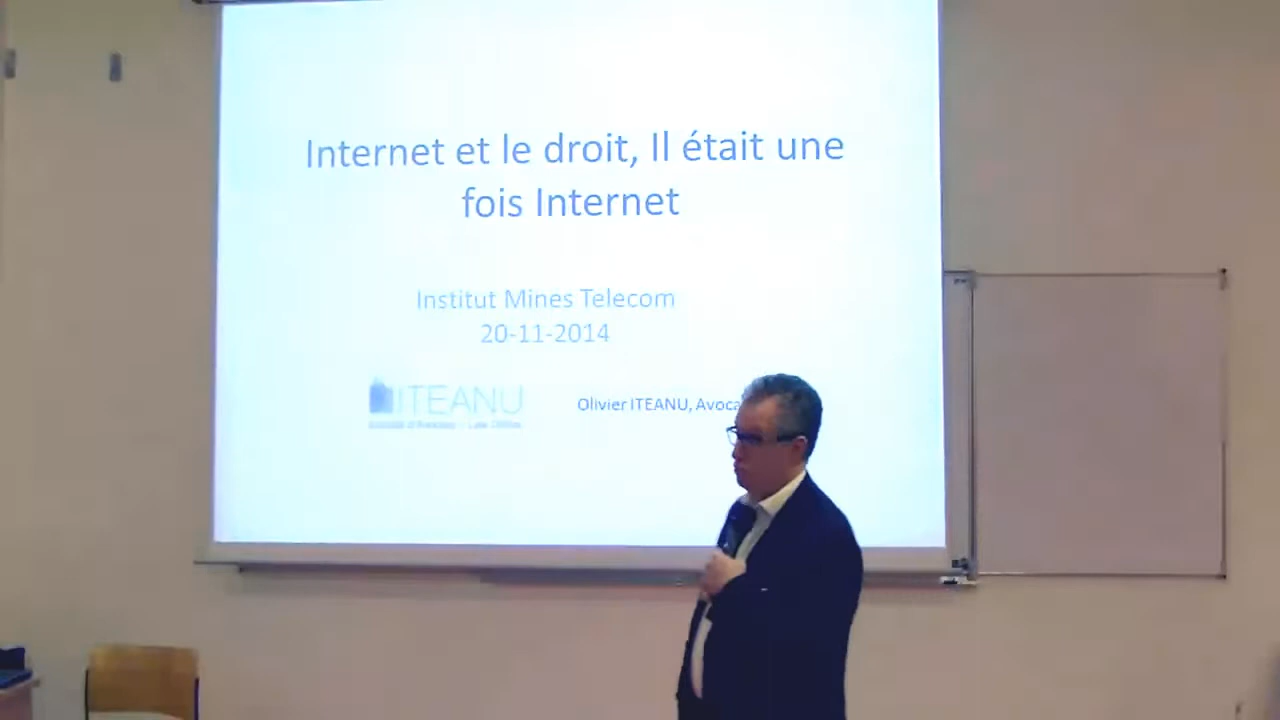 Internet et le droit, Il était une
fois Internet
Institut Mines Telecom
20-11-2014
ITEANU
Olivier ITEANU, Avoca